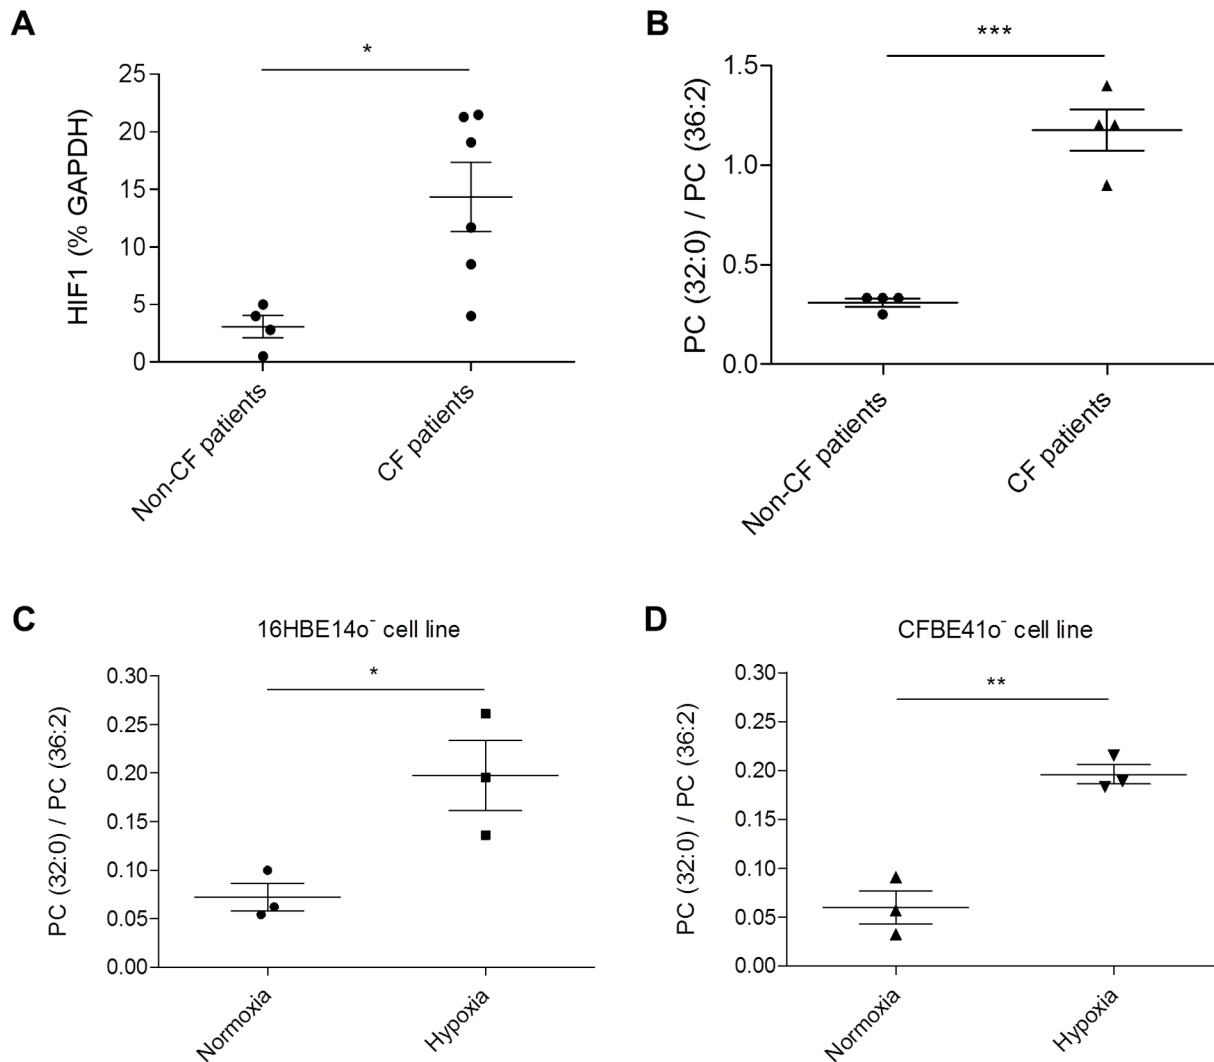 A
*
HIF1 (% GAPDH)
25
20
15
10
5
0
Non-CF patients
CF patients
B
***
PC (32:0) / PC (36:2)
1.5
1.0
0.5
0.0
Non-CF patients
CF patients
C
16HBE14o⁻ cell line
*
PC (32:0) / PC (36:2)
0.30
0.25
0.20
0.15
0.10
0.05
0.00
Normoxia
Hypoxia
D
CFBE41o⁻ cell line
**
PC (32:0) / PC (36:2)
0.30
0.25
0.20
0.15
0.10
0.05
0.00
Normoxia
Hypoxia